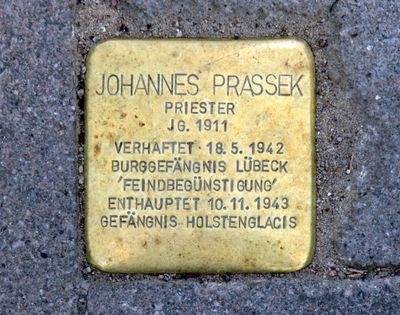 JOHANNES PRASSEK
PRIESTER
JG. 1911
VERHAFTET 18.5.1942
BURGGEFÄNGNIS LÜBECK
'FEINDBEGÜNSTIGUNG'
ENTHAUPTET 10.11.1943
GEFÄNGNIS HOLSTENGLACIS